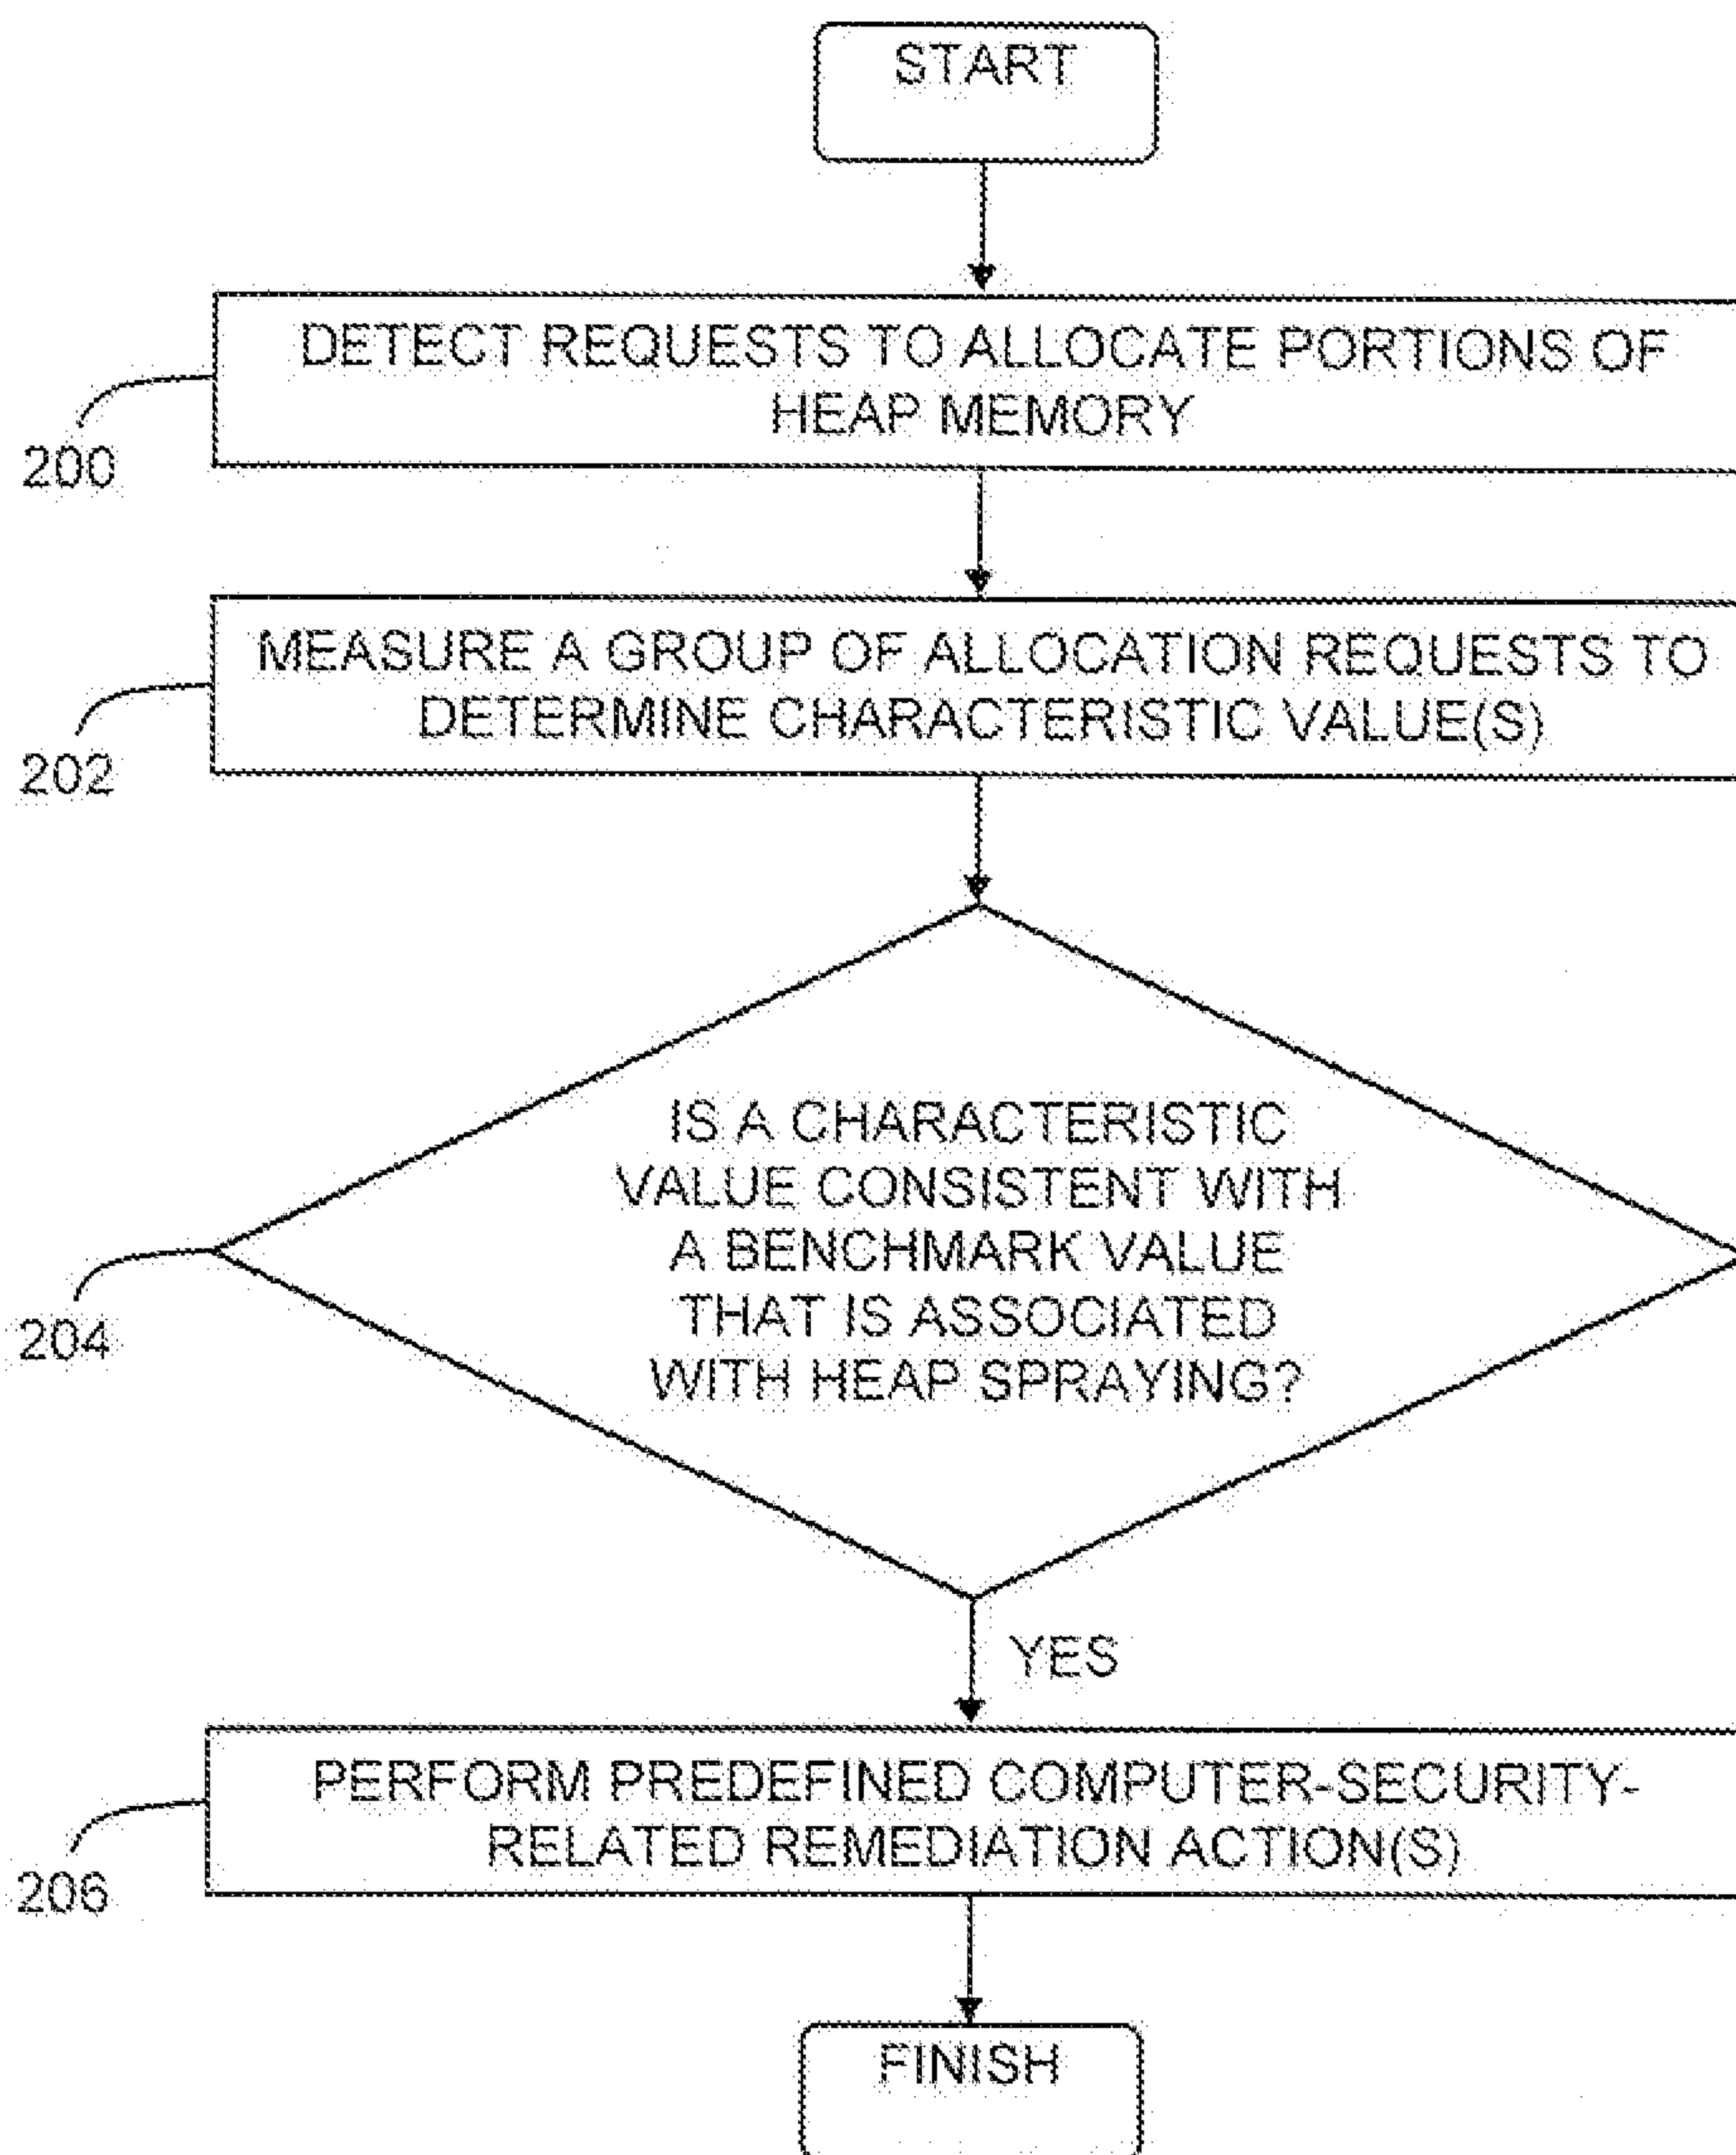 START
DETECT REQUESTS TO ALLOCATE PORTIONS OF
HEAP MEMORY
200
MEASURE A GROUP OF ALLOCATION REQUESTS TO
DETERMINE CHARACTERISTIC VALUE(S)
202
IS A CHARACTERISTIC
VALUE CONSISTENT WITH
A BENCHMARK VALUE
THAT IS ASSOCIATED
WITH HEAP SPRAYING?
204
YES
PERFORM PREDEFINED COMPUTER-SECURITY-
RELATED REMEDIATION ACTION(S)
206
FINISH